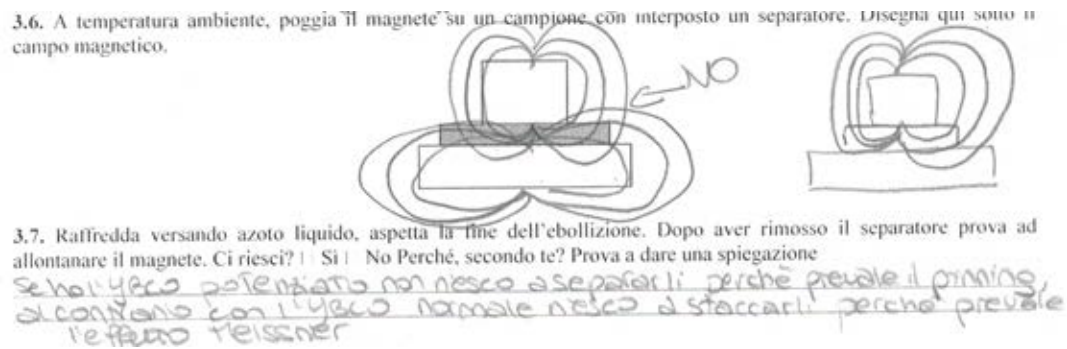 3.6. A temperatura ambiente, poggia il magnete su un campione con interposto un separatore. Disegna qui sotto il
campo magnetico.
NO
3.7. Raffredda versando azoto liquido, aspetta la fine dell'ebollizione. Dopo aver rimosso il separatore prova ad
allontanare il magnete. Ci riesci? | Si | No Perché, secondo te? Prova a dare una spiegazione
se ho l'YBCO potenziato non riesco a separarli perché prevale il pinning,
al contrario con l'YBCO normale riesco a staccarli perché prevale
l'effetto Meissner